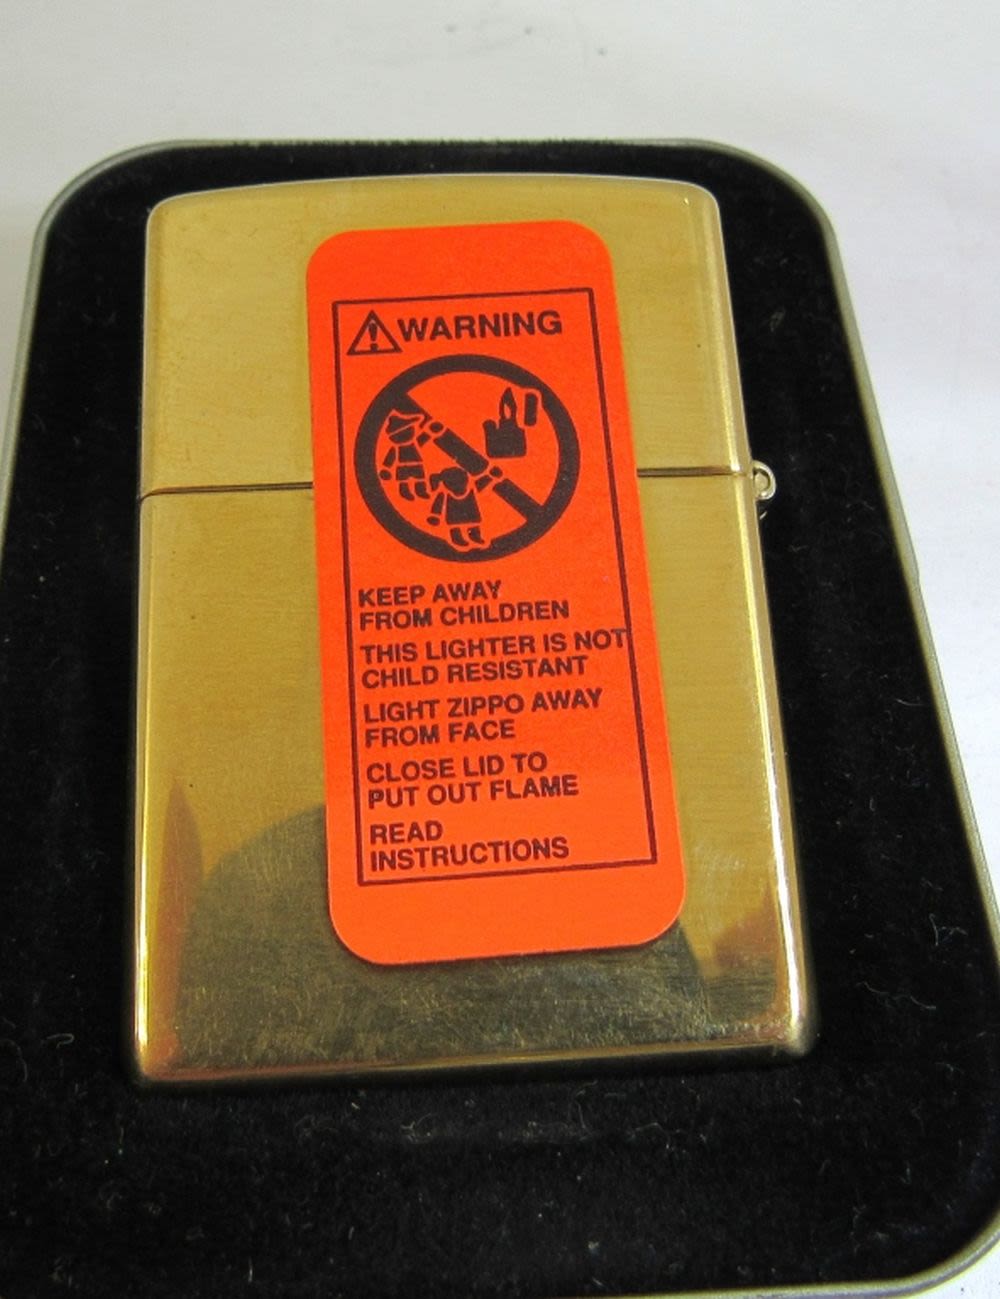 WARNING
KEEP AWAY
FROM CHILDREN
THIS LIGHTER IS NOT
CHILD RESISTANT
LIGHT ZIPPO AWAY
FROM FACE
CLOSE LID TO
PUT OUT FLAME
READ
INSTRUCTIONS